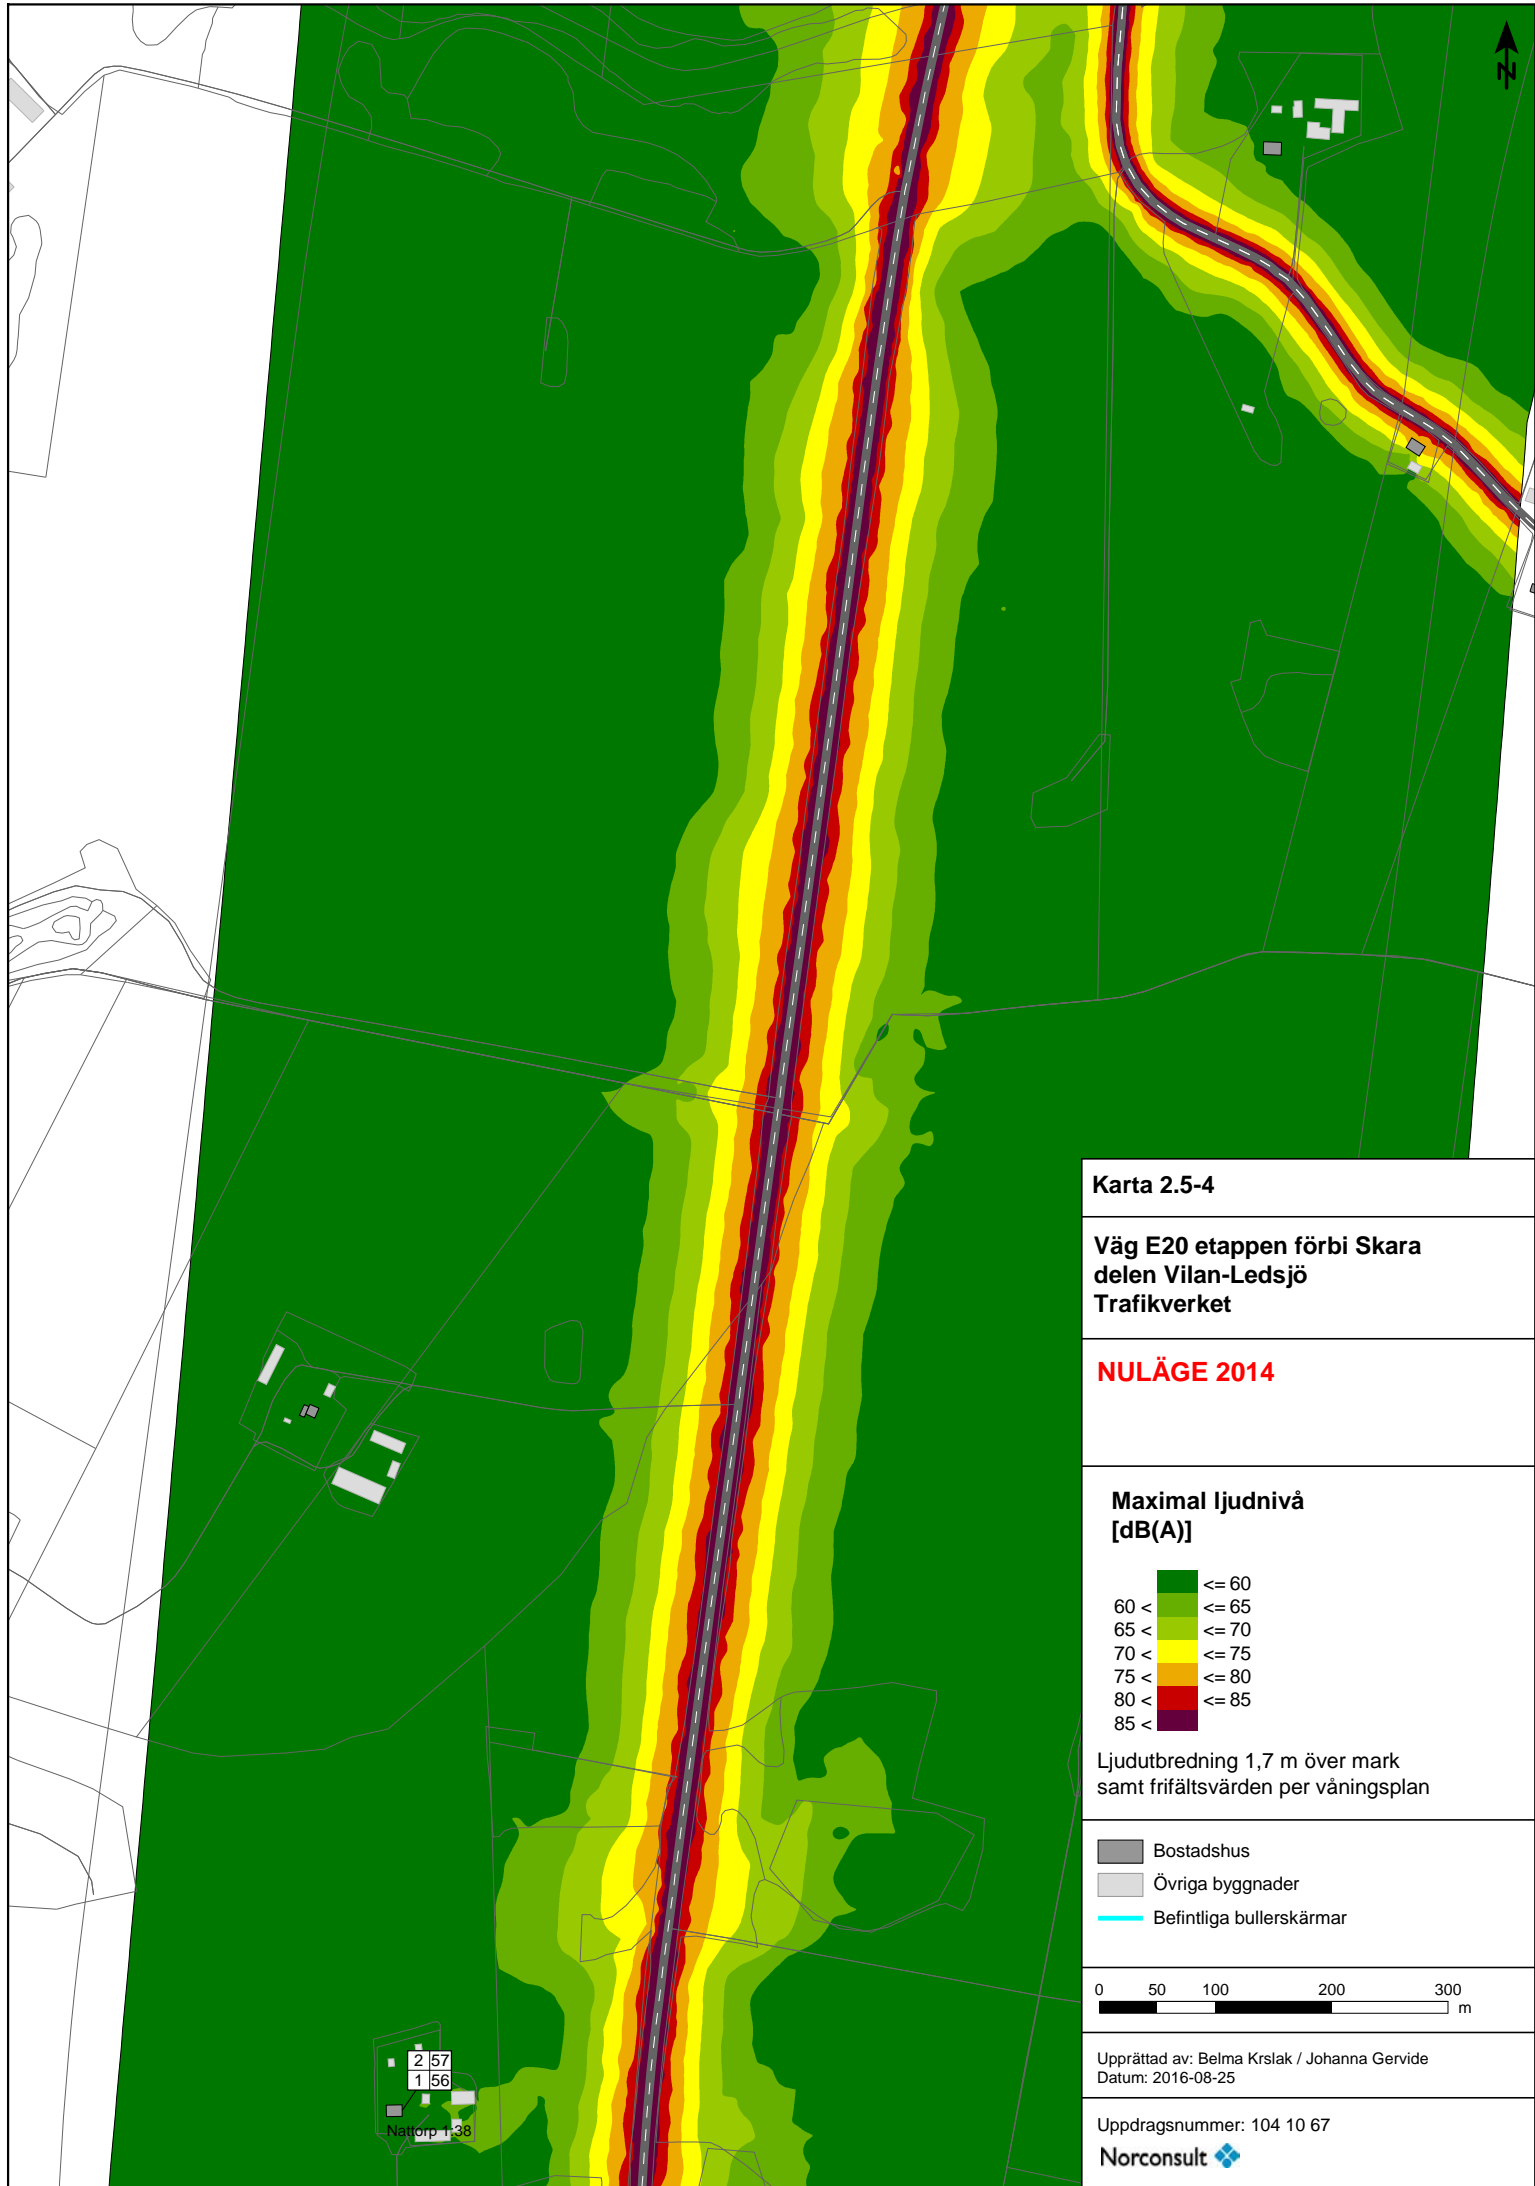 N
Karta 2.5-4
Väg E20 etappen förbi Skara
delen Vilan-Ledsjö
Trafikverket
NULÄGE 2014
Maximal ljudnivå
[dB(A)]
<= 60
60 < <= 65
65 < <= 70
70 < <= 75
75 < <= 80
80 < <= 85
85 <
Ljudutbredning 1,7 m över mark
samt frifältsvärden per våningsplan
Bostadshus
Övriga byggnader
Befintliga bullerskärmar
0 50 100 200 300
m
Upprättad av: Belma Krslak / Johanna Gervide
Datum: 2016-08-25
Uppdragsnummer: 104 10 67
Norconsult
2 57
1 56
Nattorp 1:38